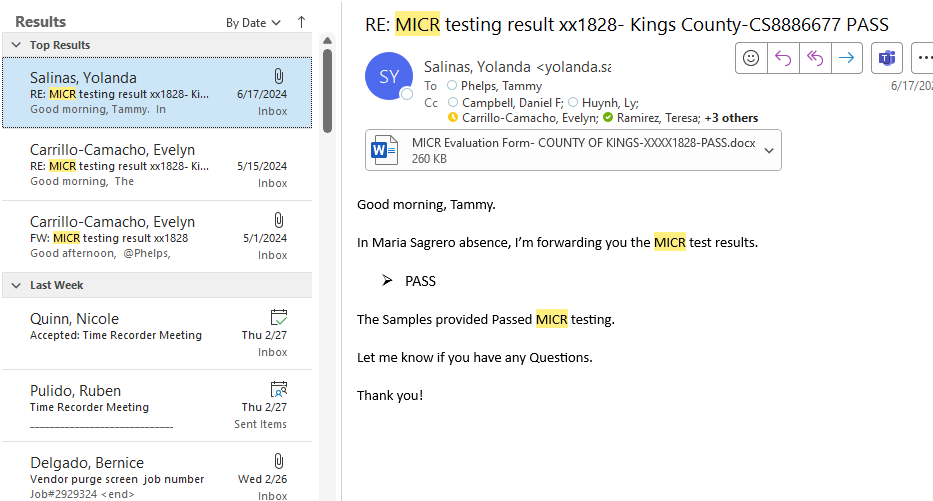 Results
By Date
Top Results
Salinas, Yolanda
RE: MICR testing result xx1828- Ki...
6/17/2024
Good morning, Tammy. In
Inbox
Carrillo-Camacho, Evelyn
RE: MICR testing result xx1828- Ki...
5/15/2024
Good morning, The
Inbox
Carrillo-Camacho, Evelyn
FW: MICR testing result xx1828
5/1/2024
Good afternoon, @Phelps,
Inbox
Last Week
Quinn, Nicole
Accepted: Time Recorder Meeting
Thu 2/27
Inbox
Pulido, Ruben
Time Recorder Meeting
Thu 2/27
______________________________
Sent Items
Delgado, Bernice
Vendor purge screen job number
Wed 2/26
Job#2929324 <end>
Inbox
RE: MICR testing result xx1828- Kings County-CS8886677 PASS
SY
Salinas, Yolanda <yolanda.sa
To Phelps, Tammy
6/17/202
Cc Campbell, Daniel F; Huynh, Ly;
Carrillo-Camacho, Evelyn; Ramirez, Teresa; +3 others
MICR Evaluation Form- COUNTY OF KINGS-XXXX1828-PASS.docx
260 KB
Good morning, Tammy.
In Maria Sagrero absence, I'm forwarding you the MICR test results.
➢ PASS
The Samples provided Passed MICR testing.
Let me know if you have any Questions.
Thank you!